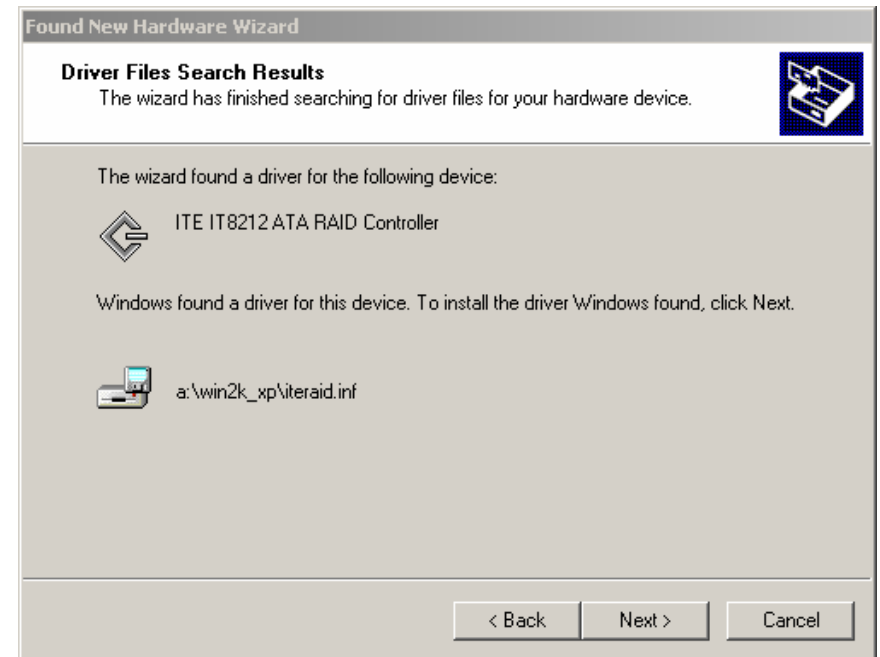 Found New Hardware Wizard
Driver Files Search Results
The wizard has finished searching for driver files for your hardware device.
The wizard found a driver for the following device:
ITE IT8212 ATA RAID Controller
Windows found a driver for this device. To install the driver Windows found, click Next.
a:\win2k_xp\iteraid.inf
< Back
Next >
Cancel